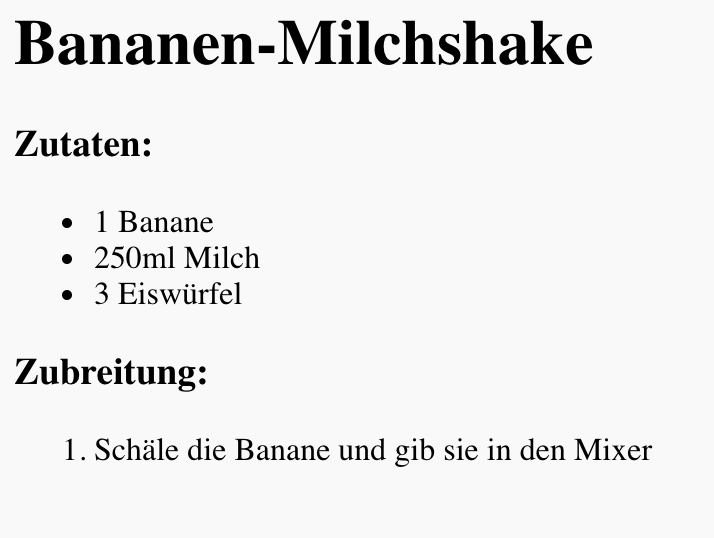 Bananen-Milchshake
Zutaten:
• 1 Banane
• 250ml Milch
• 3 Eiswürfel
Zubreitung:
1. Schäle die Banane und gib sie in den Mixer